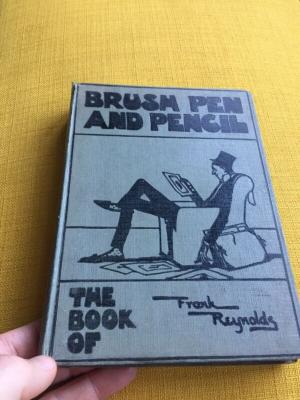 BRUSH PEN
AND PENCIL
THE
BOOK
OF
Frank
Reynolds